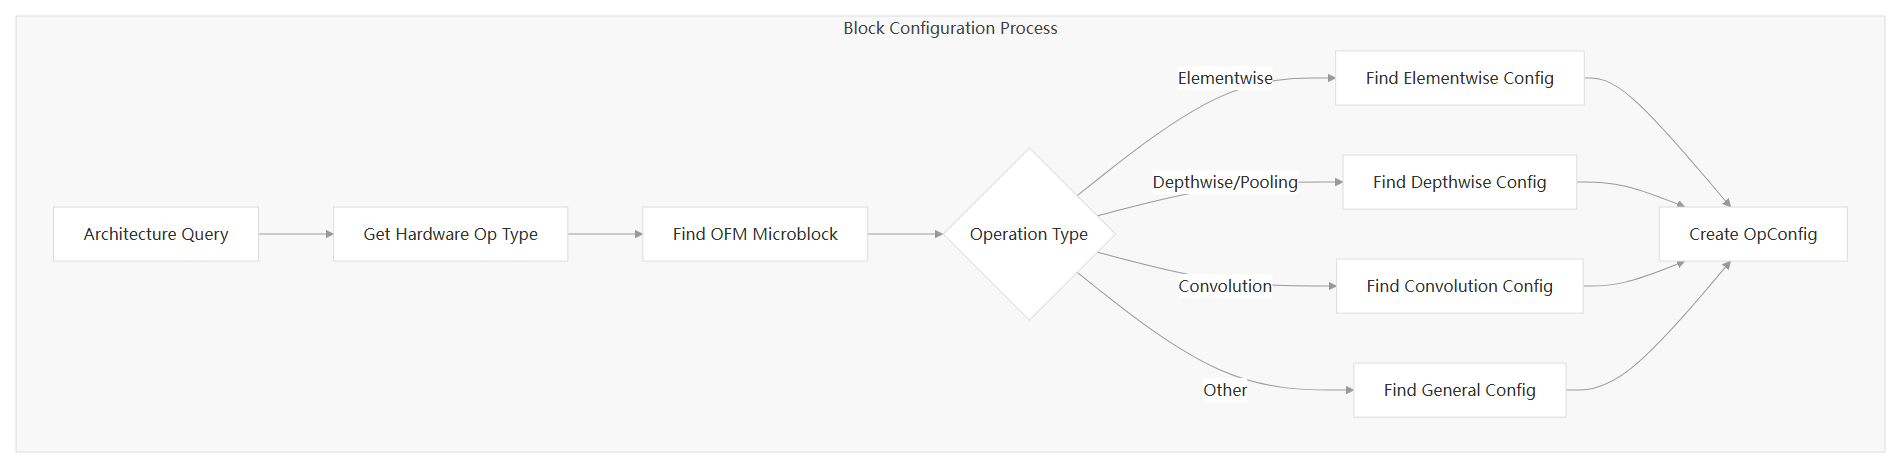 Block Configuration Process
Architecture Query
Get Hardware Op Type
Find OFM Microblock
Operation Type
Elementwise
Find Elementwise Config
Depthwise/Pooling
Find Depthwise Config
Convolution
Find Convolution Config
Other
Find General Config
Create OpConfig